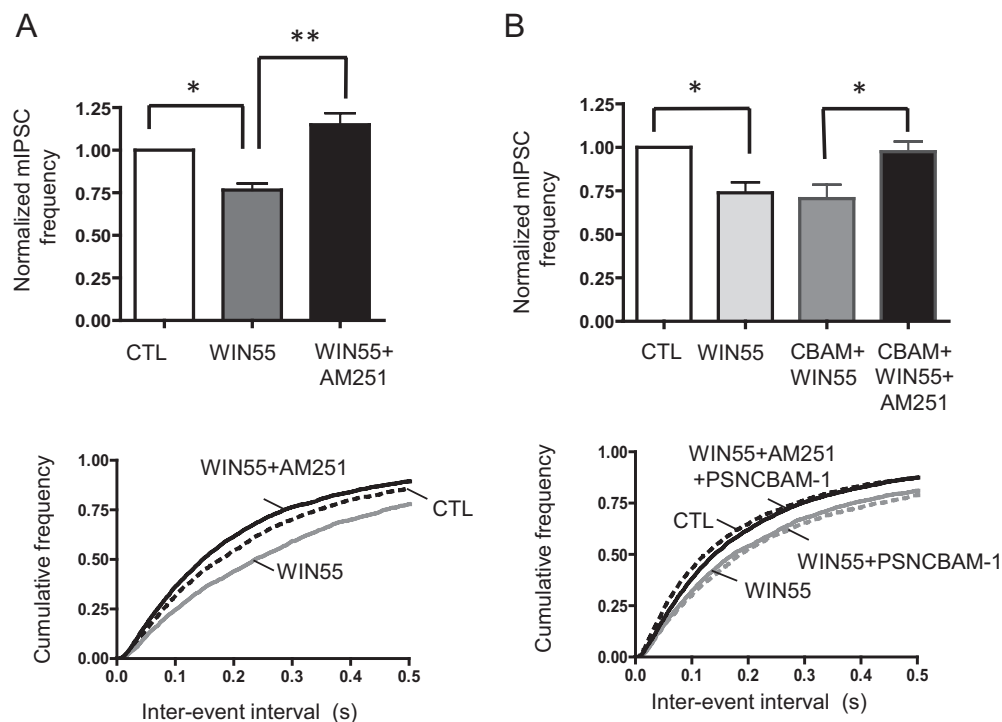 A
*
**
Normalized mIPSC
frequency
1.25
1.00
0.75
0.50
0.25
0.00
CTL
WIN55
WIN55+
AM251
Cumulative frequency
1.00
0.75
0.50
0.25
0.00
WIN55+AM251
CTL
WIN55
0.0 0.1 0.2 0.3 0.4 0.5
Inter-event interval (s)
B
*
*
Normalized mIPSC
frequency
1.25
1.00
0.75
0.50
0.25
0.00
CTL
WIN55
CBAM+
WIN55
CBAM+
WIN55+
AM251
Cumulative frequency
1.00
0.75
0.50
0.25
0.00
WIN55+AM251
+PSNCBAM-1
CTL
WIN55+PSNCBAM-1
WIN55
0.0 0.1 0.2 0.3 0.4 0.5
Inter-event interval (s)